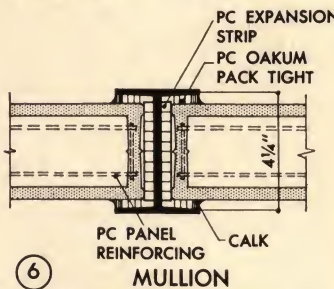 PC EXPANSION
STRIP
PC OAKUM
PACK TIGHT
4¼"
PC PANEL
REINFORCING
CALK
6
MULLION